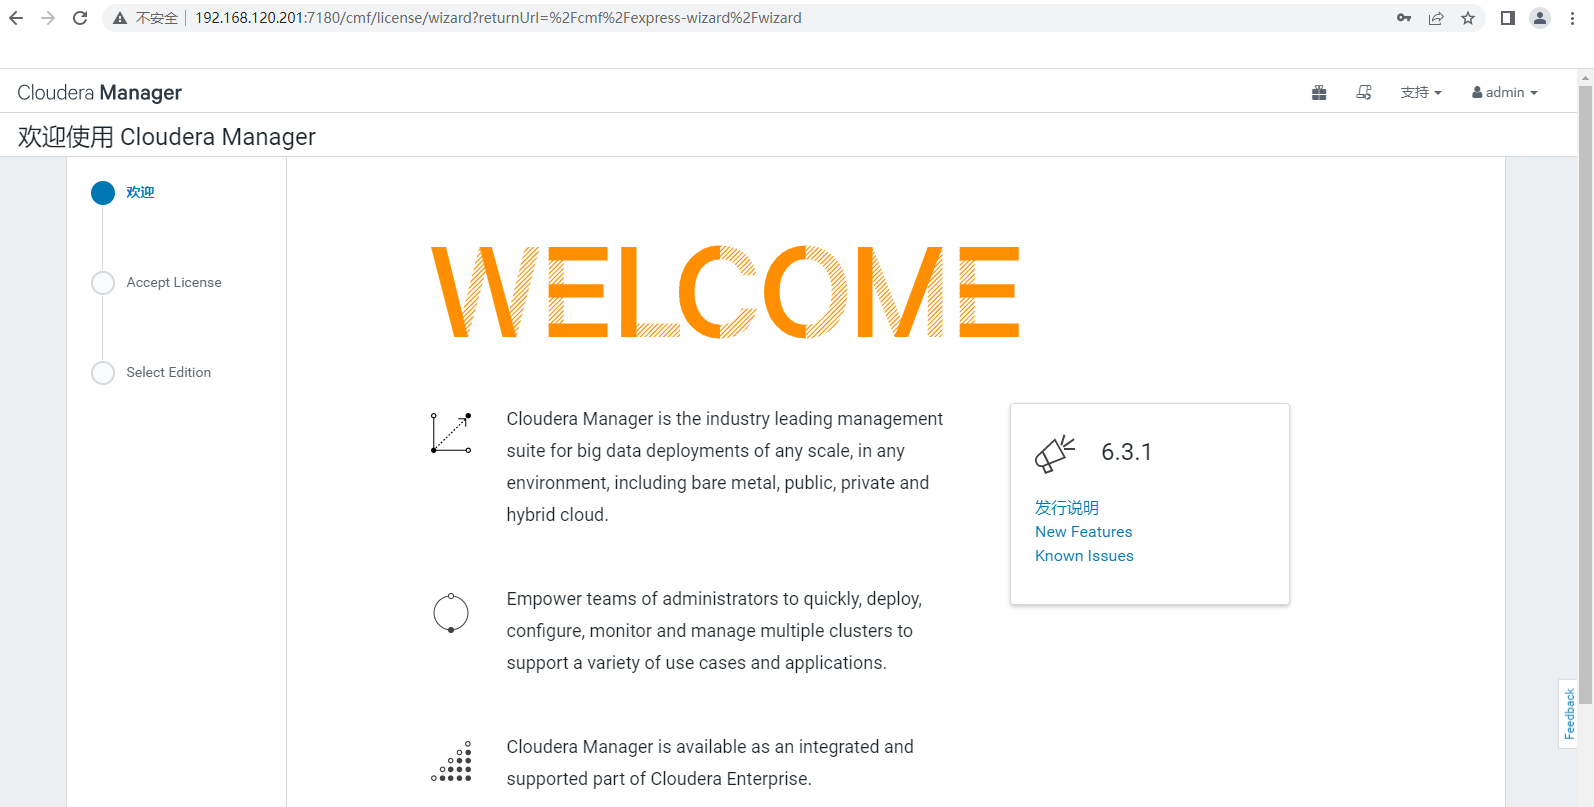 不安全 192.168.120.201:7180/cmf/license/wizard?returnUrl=%2Fcmf%2Fexpress-wizard%2Fwizard
Cloudera Manager
支持 admin
欢迎使用 Cloudera Manager
欢迎
Accept License
Select Edition
WELCOME
Cloudera Manager is the industry leading management
suite for big data deployments of any scale, in any
environment, including bare metal, public, private and
hybrid cloud.
6.3.1
发行说明
New Features
Known Issues
Empower teams of administrators to quickly, deploy,
configure, monitor and manage multiple clusters to
support a variety of use cases and applications.
Feedback
Cloudera Manager is available as an integrated and
supported part of Cloudera Enterprise.